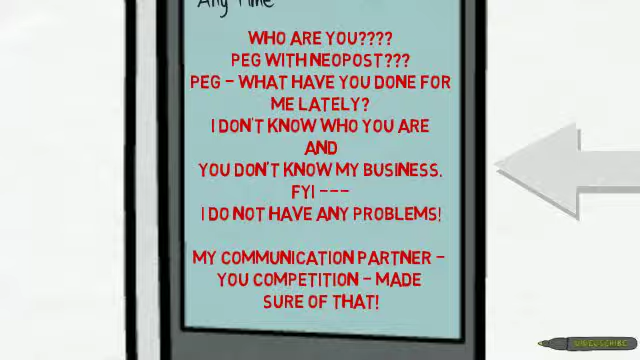 Any Time
WHO ARE YOU????
PEG WITH NEOPOST???
PEG - WHAT HAVE YOU DONE FOR
ME LATELY?
I DON'T KNOW WHO YOU ARE
AND
YOU DON'T KNOW MY BUSINESS.
FYI ---
I DO NOT HAVE ANY PROBLEMS!
MY COMMUNICATION PARTNER -
YOU COMPETITION - MADE
SURE OF THAT!